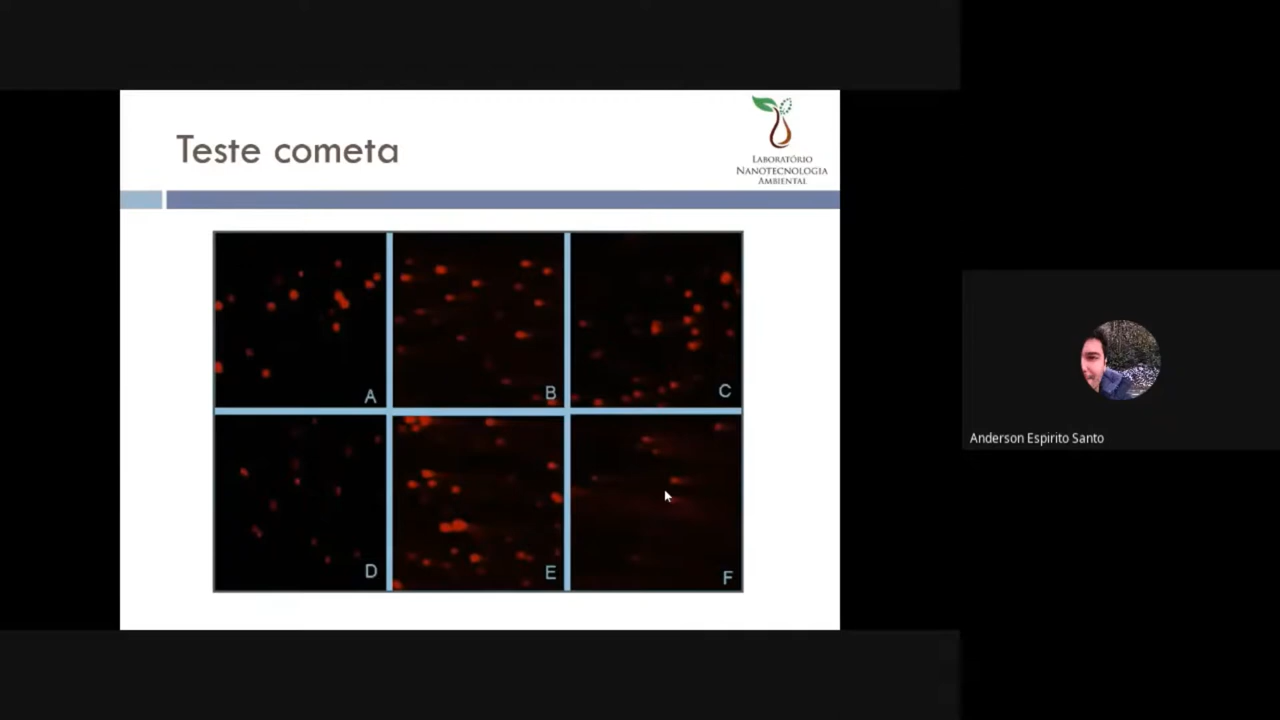 Teste cometa
LABORATÓRIO
NANOTECNOLOGIA
AMBIENTAL
A
B
C
D
E
F
Anderson Espirito Santo